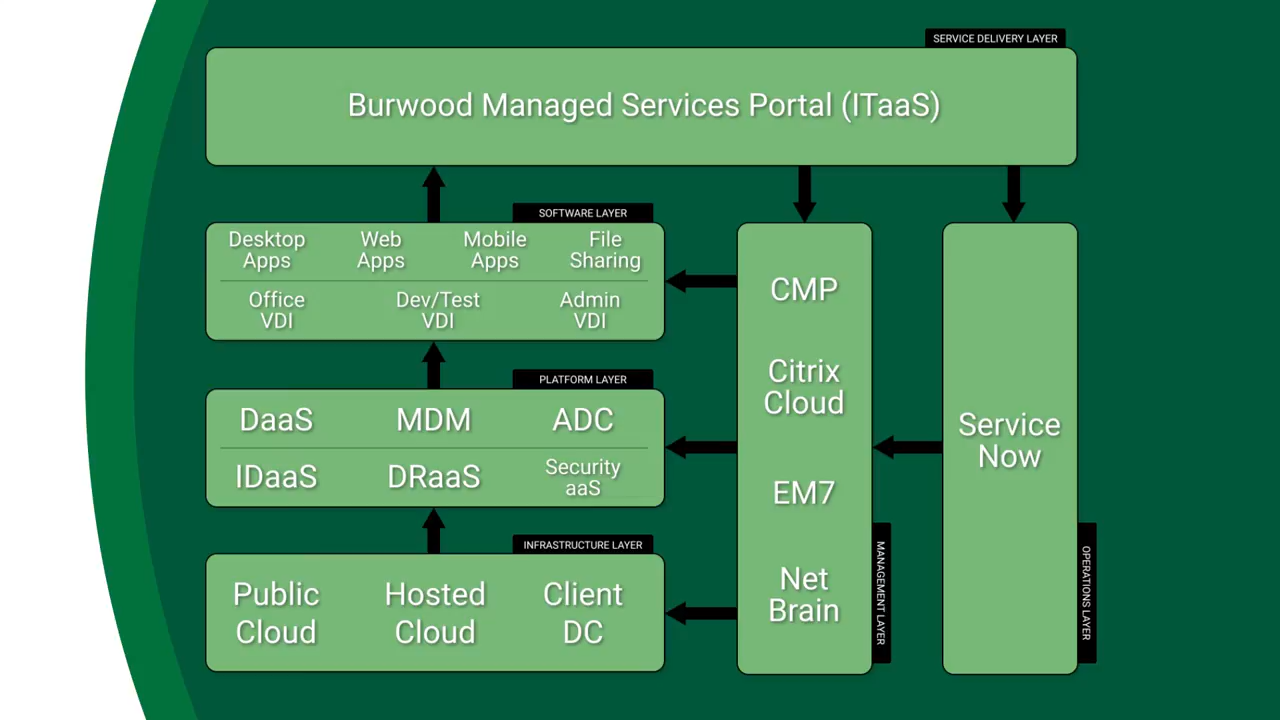 SERVICE DELIVERY LAYER
Burwood Managed Services Portal (ITaaS)
SOFTWARE LAYER
Desktop
Apps
Web
Apps
Mobile
Apps
File
Sharing
Office
VDI
Dev/Test
VDI
Admin
VDI
PLATFORM LAYER
DaaS
MDM
ADC
IDaaS
DRaaS
Security
aaS
INFRASTRUCTURE LAYER
Public
Cloud
Hosted
Cloud
Client
DC
CMP
Citrix
Cloud
EM7
Net
Brain
MANAGEMENT LAYER
Service
Now
OPERATIONS LAYER